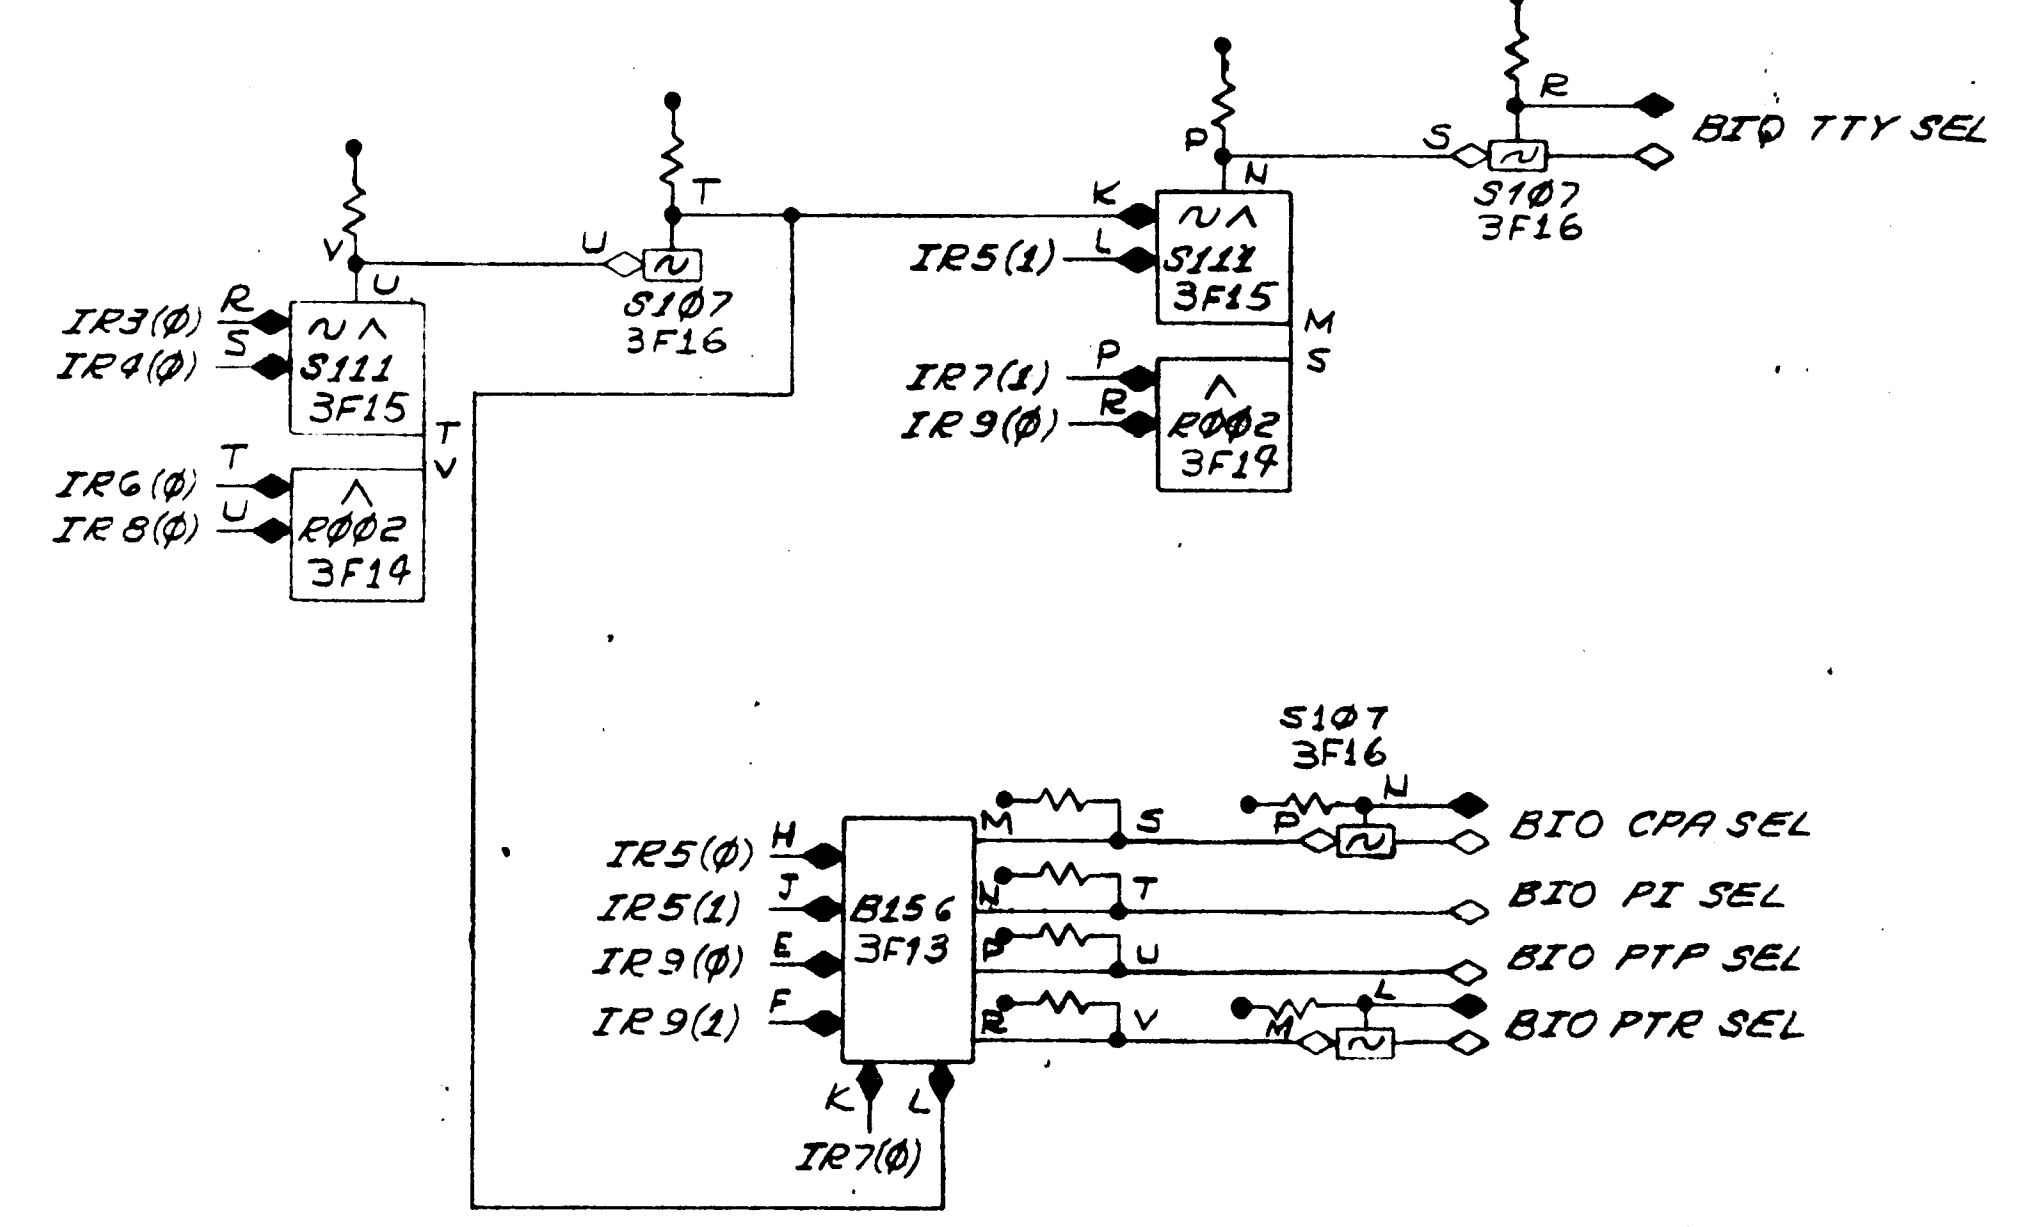 R
BIO TTY SEL
S
S1Ø7
3F16
P
N
K
L
IR5(1)
∿ ∧
S111
3F15
M
T
U
S1Ø7
3F16
V
U
IR3(Ø) R
IR4(Ø) S
∿ ∧
S111
3F15
T
V
IR6(Ø) T
IR8(Ø) U
∧
RØØ2
3F14
S
IR7(1) P
IR9(Ø) R
∧
RØØ2
3F14
S1Ø7
3F16
IR5(Ø) H
IR5(1) J
IR9(Ø) E
IR9(1) F
B156
3F13
K
L
IR7(Ø)
M S P N BIO CPA SEL
N T BIO PI SEL
P U BIO PTP SEL
R V M L BIO PTR SEL